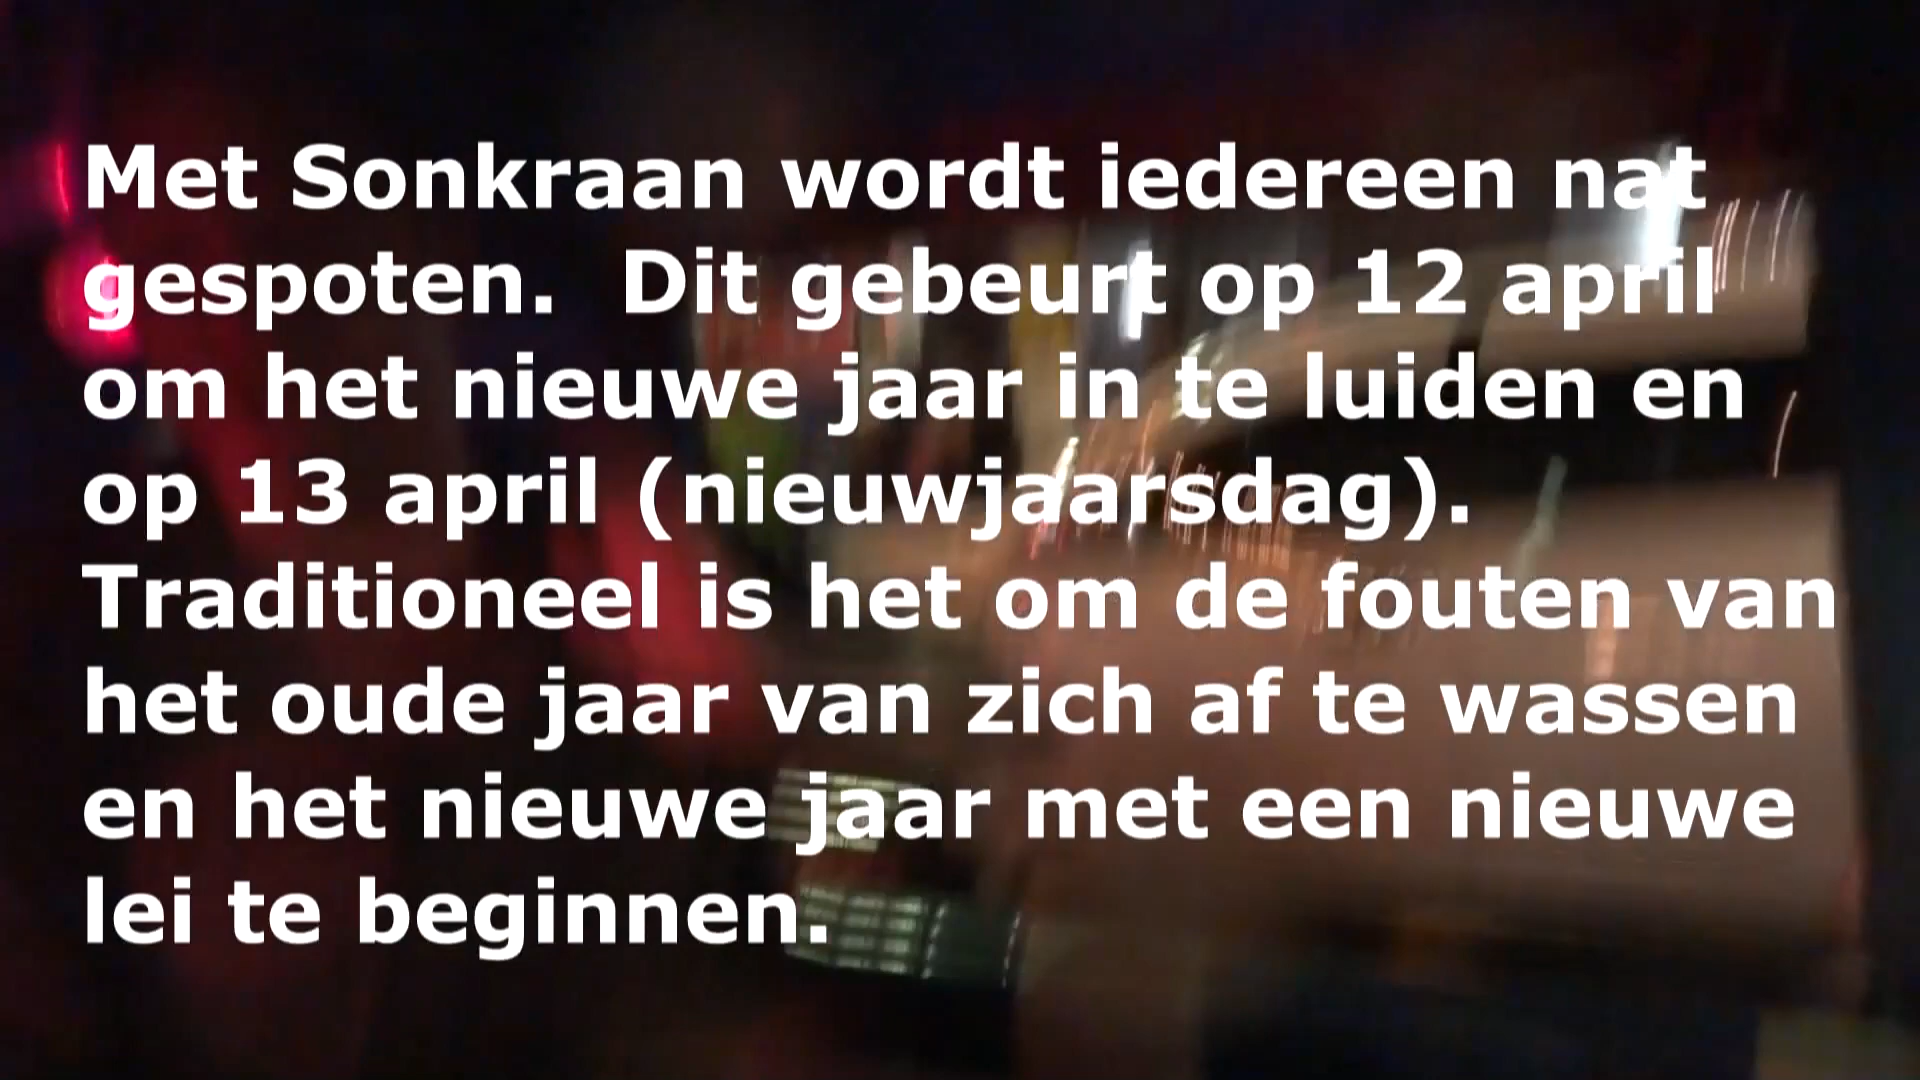 Met Sonkraan wordt iedereen nat
gespoten.  Dit gebeurt op 12 april
om het nieuwe jaar in te luiden en
op 13 april (nieuwjaarsdag).
Traditioneel is het om de fouten van
het oude jaar van zich af te wassen
en het nieuwe jaar met een nieuwe
lei te beginnen.